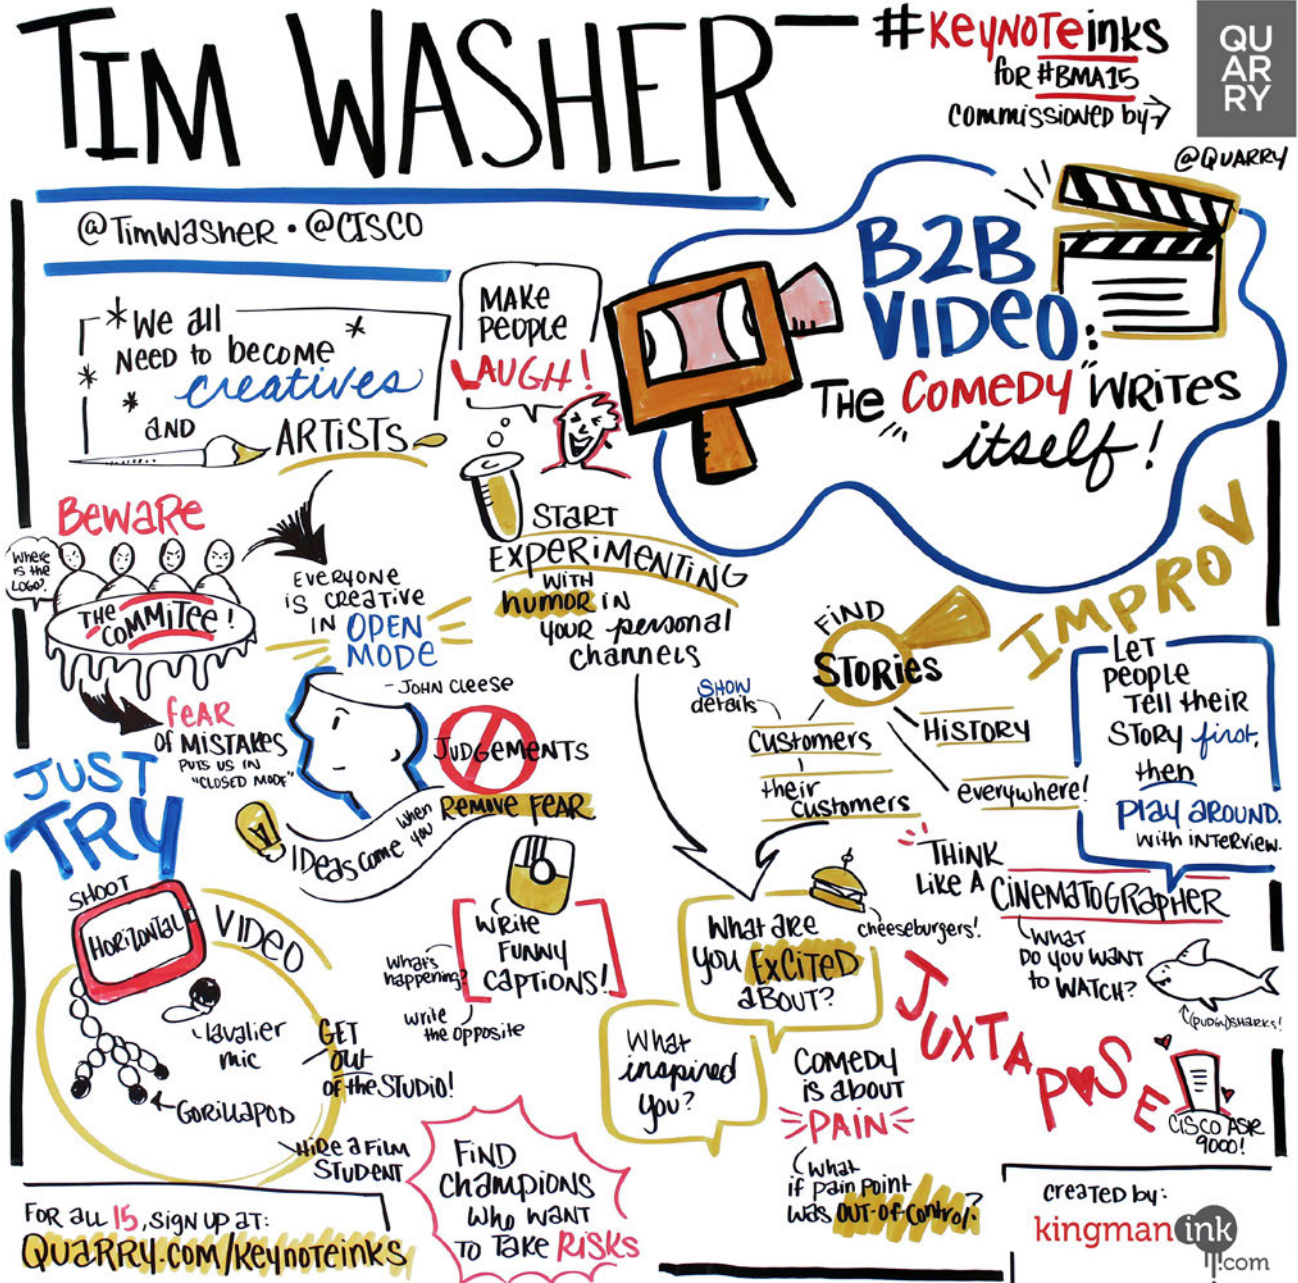 TIM WASHER
#KeyNOTeinks
for #BMA15
commissioned by→
QU
AR
RY
@QUARRY
@TimWasher • @CISCO
B2B
VIDEO:
THe "COMeDY" WRiTES
itself!
*We all
NeeD to become
creatives
AND
ARTiSTS
MAKe
PeOPLe
LAUGH!
BewaRe
WHeRe
is the
LOGO?
THe
COMMiTee!
feAR
of MiSTAKeS
PUTS US iN
"CLOSED MODe"
EVeRYONe
iS CReATiVe
iN OPEN
MODe
- JOHN CLeeSe
JUDGeMeNTS
IDeas come when
you
ReMOVe FeAR
START
EXPeRiMeNTiNG
WiTH
humor iN
YOUR personal
channels
FiND
SToRies
SHOW
details
Customers
their
customers
HiSTORY
everywhere!
IMPROV
LeT
People
Tell their
SToRY first,
then
Play aROUND.
with iNTeRview.
JUST
TRY
SHOOT
HORiZONTaL
ViDeO
lavalier
mic
GORillaPOD
GeT
OUT
OF the STUDiO!
HiRe a FiLM
STUDeNT
WRiTe
FUNNY
CaPTiONS!
What's
happening?
write
the opposite
What are
you ExCiTeD
aBOUT?
cheeseburgers!
What
inspired
you?
THiNK
LiKe A CiNeMaToGRapHeR
WHaT
Do you waNT
to WATCH?
(PUDGY) SHaRKS!
JUXTAPOSE
CiSCO ASR
9000!
COMeDY
iS aBOUT
PAiN
what
if pain POiNT
was OUT-OF-CoNtRol?
FiND
CHaMPiONS
WHO WaNT
TO TaKe RiSKS
FOR aLL 15, SiGN UP aT:
QUaRRY.COM/KeyNOTeiNKS
CReaTeD by:
kingman ink
.com